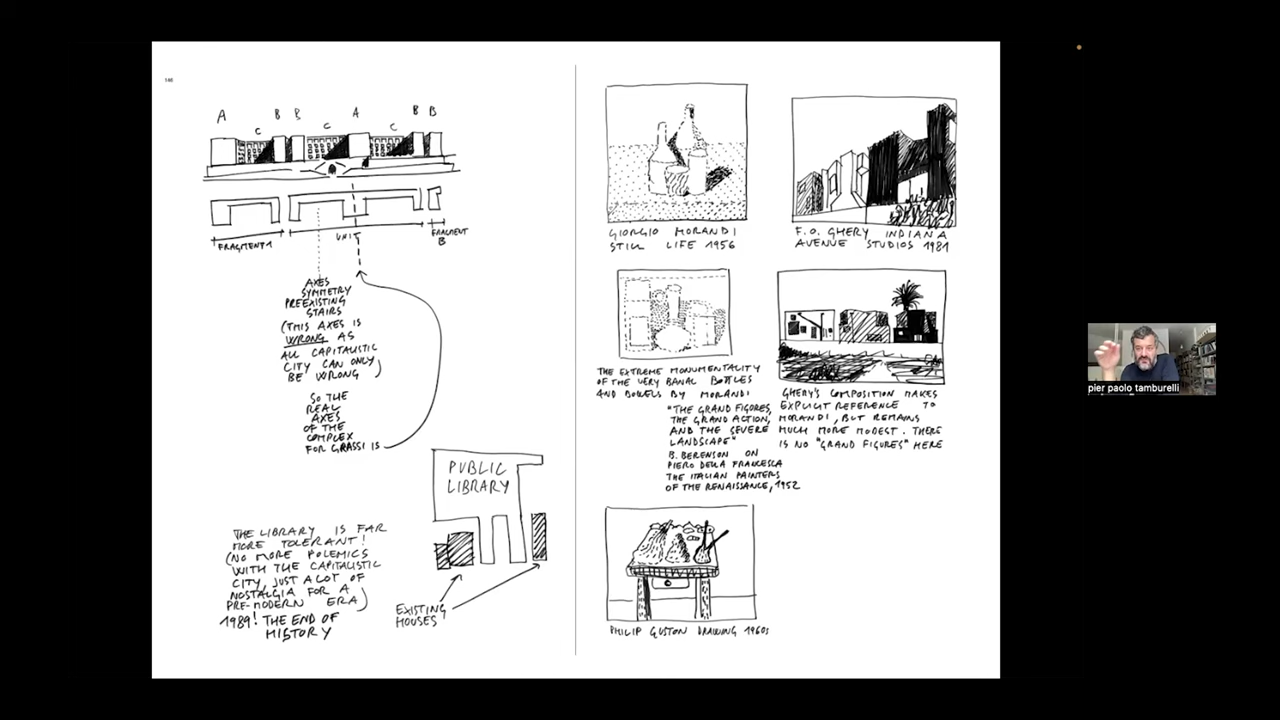 146
A B B A B B
C C C
FRAGMENT 1
UNIT
FRAGMENT
B
AXES
SYMMETRY
PREEXISTING
STAIRS
(THIS AXES IS
WRONG AS
ALL CAPITALISTIC
CITY CAN ONLY
BE WRONG)
SO THE
REAL
AXES
OF THE
COMPLEX
FOR GRASSI IS
PUBLIC
LIBRARY
THE LIBRARY IS FAR
MORE TOLERANT!
(NO MORE POLEMICS
WITH THE CAPITALISTIC
CITY, JUST A LOT OF
NOSTALGIA FOR A
PRE-MODERN ERA)
1989! THE END OF
HISTORY
EXISTING
HOUSES
GIORGIO MORANDI
STILL LIFE 1956
F.O. GHERY INDIANA
AVENUE STUDIOS 1981
THE EXTREME MONUMENTALITY
OF THE VERY BANAL BOTTLES
AND BOWELS BY MORANDI
"THE GRAND FIGURES,
THE GRAND ACTION,
AND THE SEVERE
LANDSCAPE"
B. BERENSON ON
PIERO DELLA FRANCESCA
THE ITALIAN PAINTERS
OF THE RENAISSANCE, 1952
GHERY'S COMPOSITION MAKES
EXPLICIT REFERENCE TO
MORANDI, BUT REMAINS
MUCH MORE MODEST. THERE
IS NO "GRAND FIGURES" HERE
PHILIP GUSTON DRAWING 1960s
pier paolo tamburelli